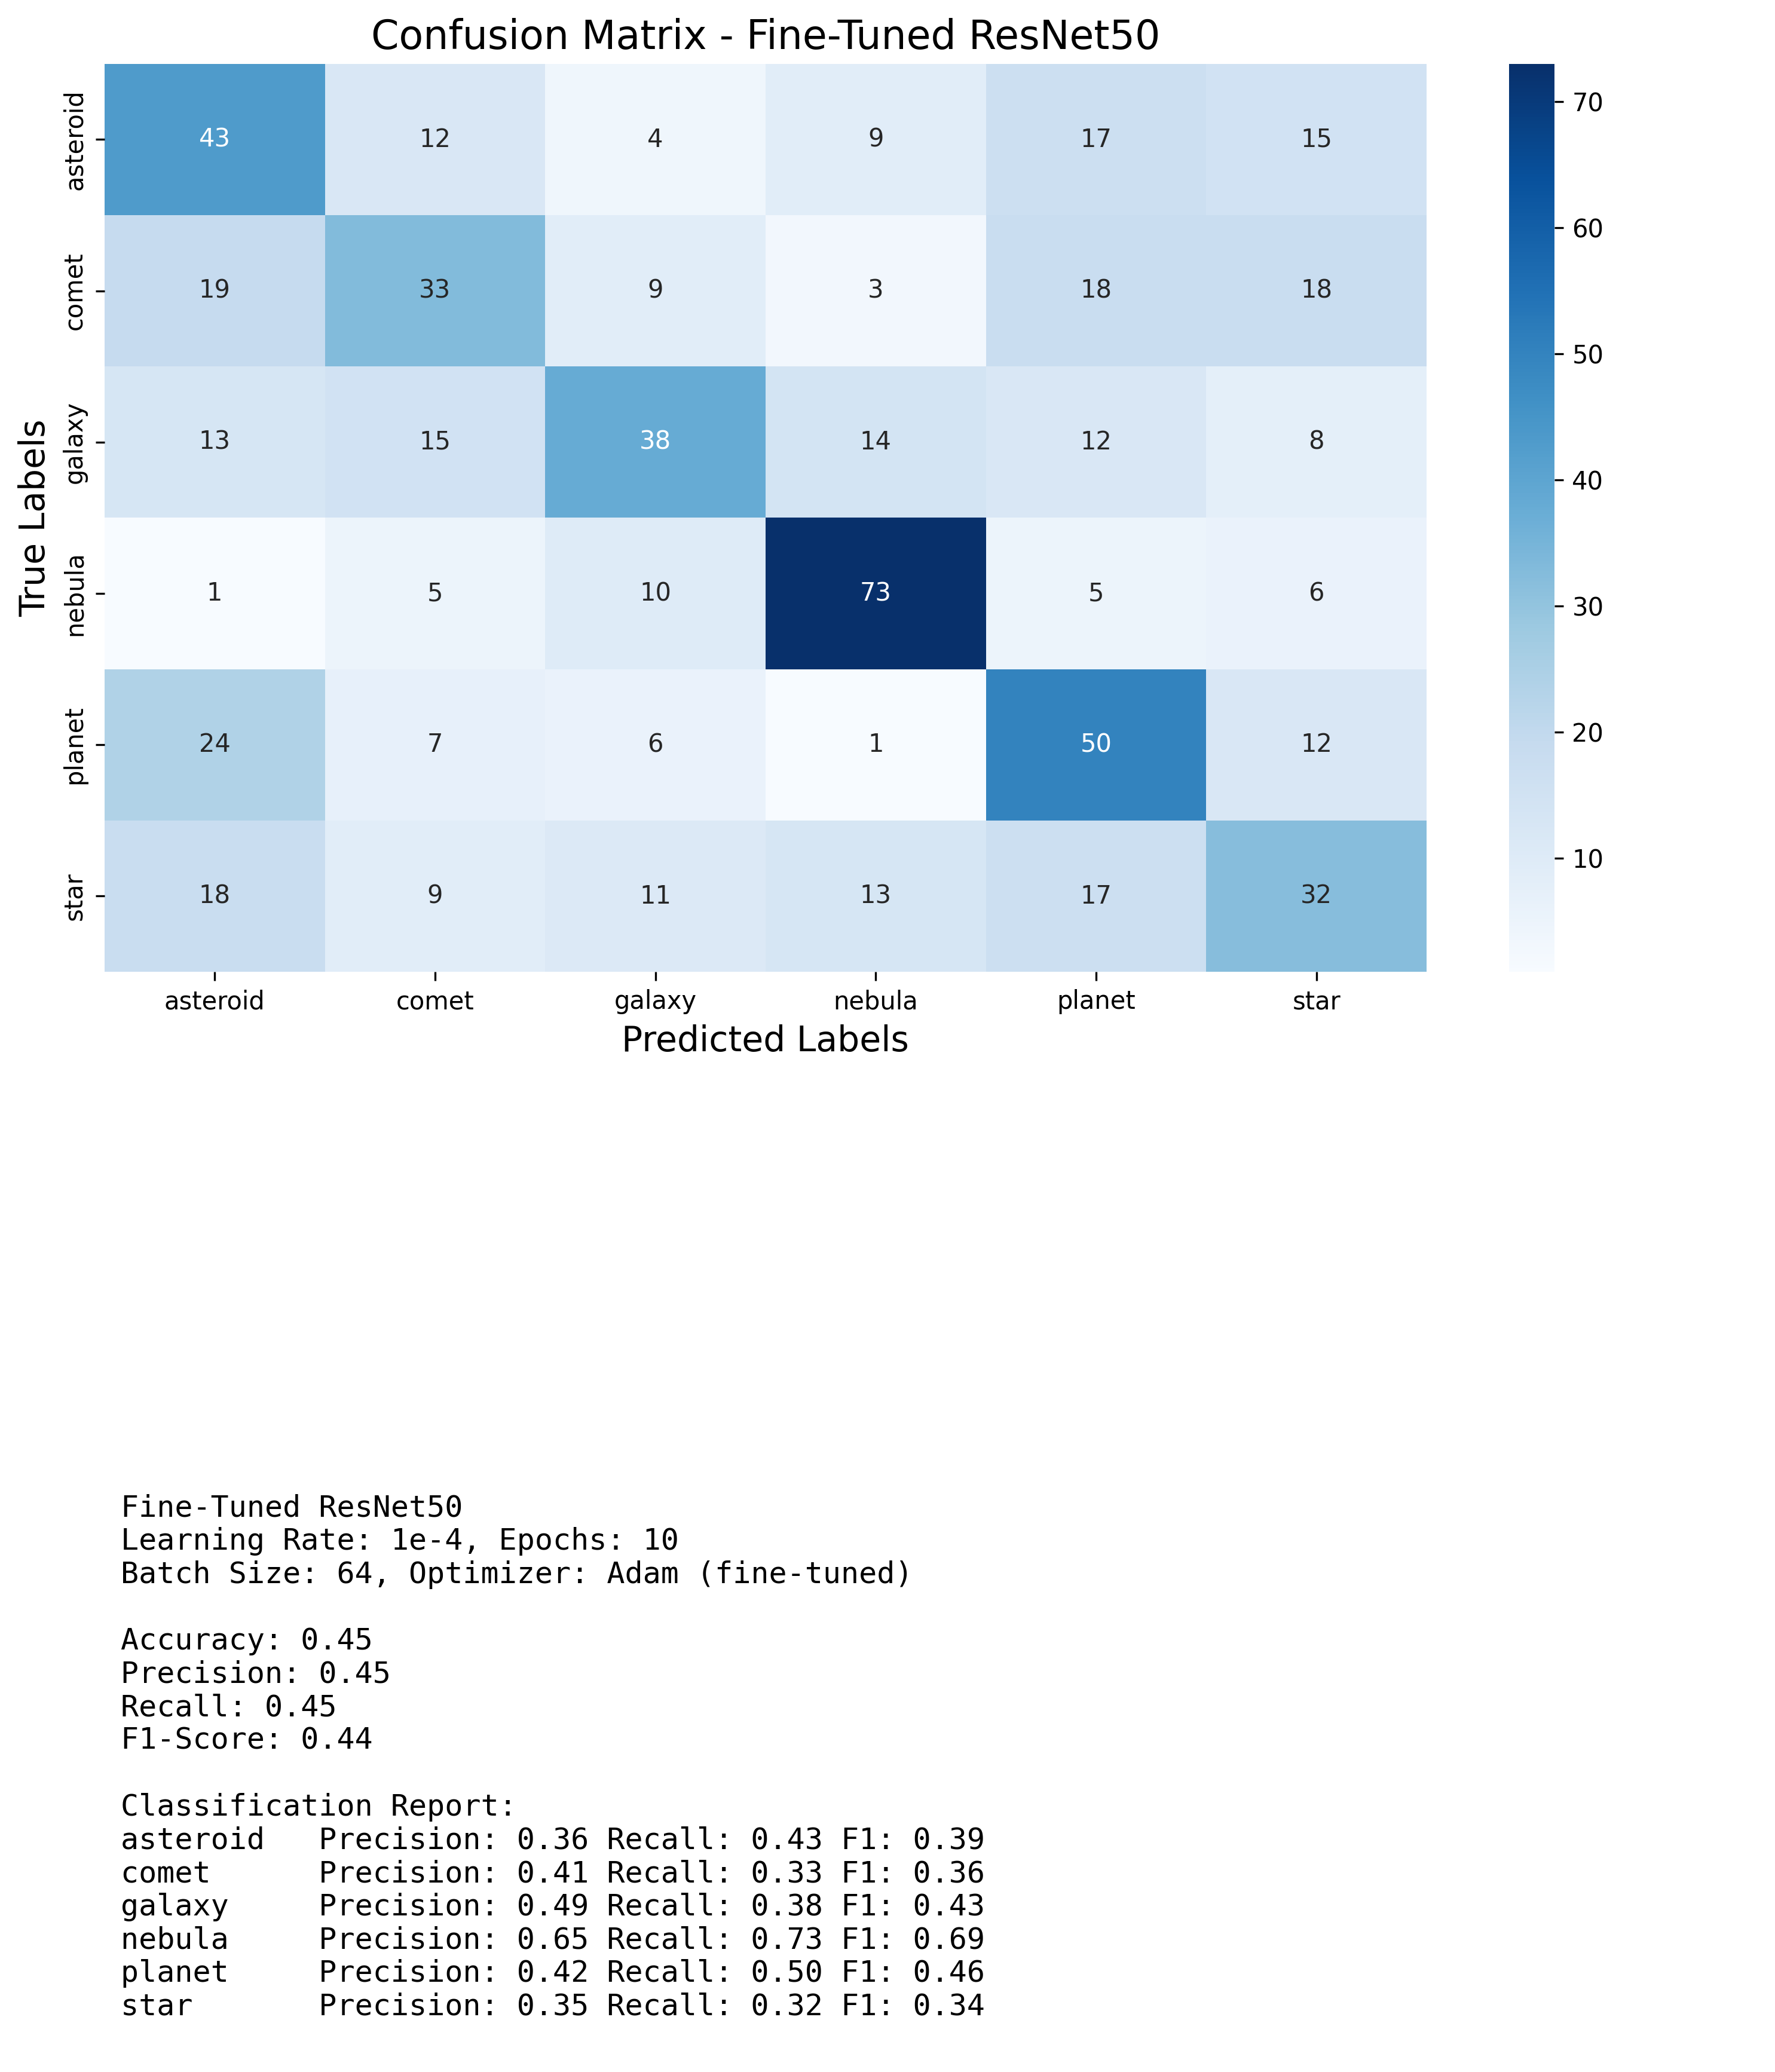 Confusion Matrix - Fine-Tuned ResNet50
True Labels
asteroid 43 12 4 9 17 15
comet 19 33 9 3 18 18
galaxy 13 15 38 14 12 8
nebula 1 5 10 73 5 6
planet 24 7 6 1 50 12
star 18 9 11 13 17 32
asteroid comet galaxy nebula planet star
Predicted Labels
70
60
50
40
30
20
10
Fine-Tuned ResNet50
Learning Rate: 1e-4, Epochs: 10
Batch Size: 64, Optimizer: Adam (fine-tuned)
Accuracy: 0.45
Precision: 0.45
Recall: 0.45
F1-Score: 0.44
Classification Report:
asteroid Precision: 0.36 Recall: 0.43 F1: 0.39
comet Precision: 0.41 Recall: 0.33 F1: 0.36
galaxy Precision: 0.49 Recall: 0.38 F1: 0.43
nebula Precision: 0.65 Recall: 0.73 F1: 0.69
planet Precision: 0.42 Recall: 0.50 F1: 0.46
star Precision: 0.35 Recall: 0.32 F1: 0.34